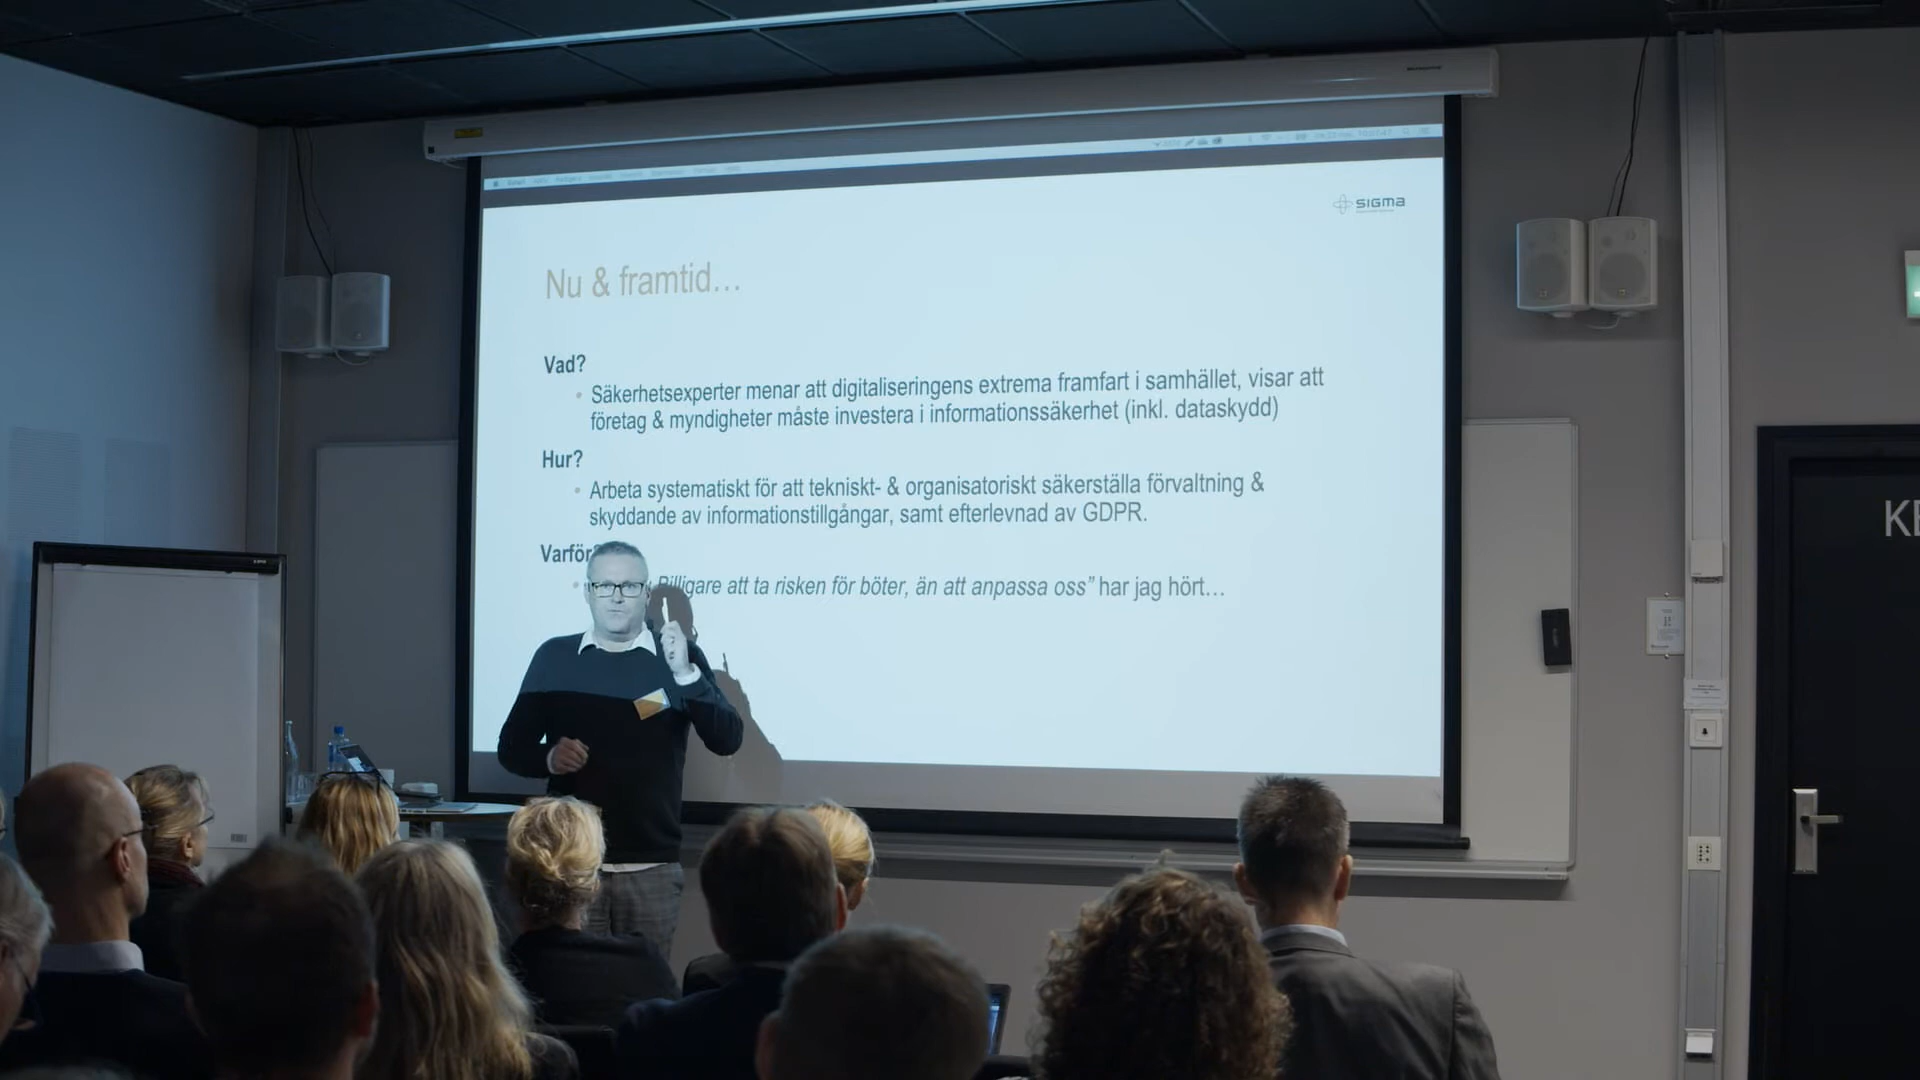 SIGMA
Nu & framtid…
Vad?
• Säkerhetsexperter menar att digitaliseringens extrema framfart i samhället, visar att
företag & myndigheter måste investera i informationssäkerhet (inkl. dataskydd)
Hur?
• Arbeta systematiskt för att tekniskt- & organisatoriskt säkerställa förvaltning &
skyddande av informationstillgångar, samt efterlevnad av GDPR.
Varför?
• Billigare att ta risken för böter, än att anpassa oss” har jag hört…